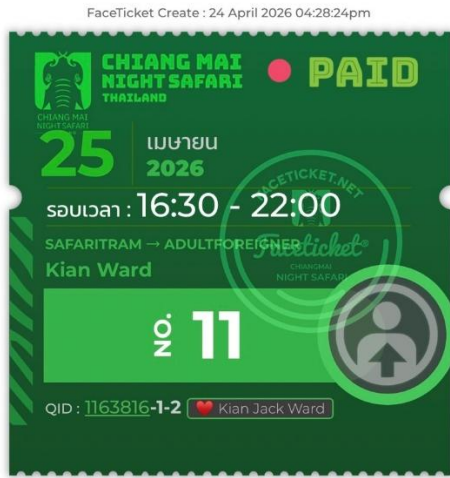 FaceTicket Create : 24 April 2026 04:28:24pm
CHIANG MAI
NIGHT SAFARI
THAILAND
PAID
CHIANG MAI
NIGHT SAFARI
25
เมษายน
2026
รอบเวลา : 16:30 - 22:00
FACETICKET.NET
SAFARITRAM → ADULTFOREIGNER
Faceticket®
CHIANGMAI
NIGHT SAFARI
Kian Ward
NO. 11
QID : 1163816-1-2 ❤️ Kian Jack Ward